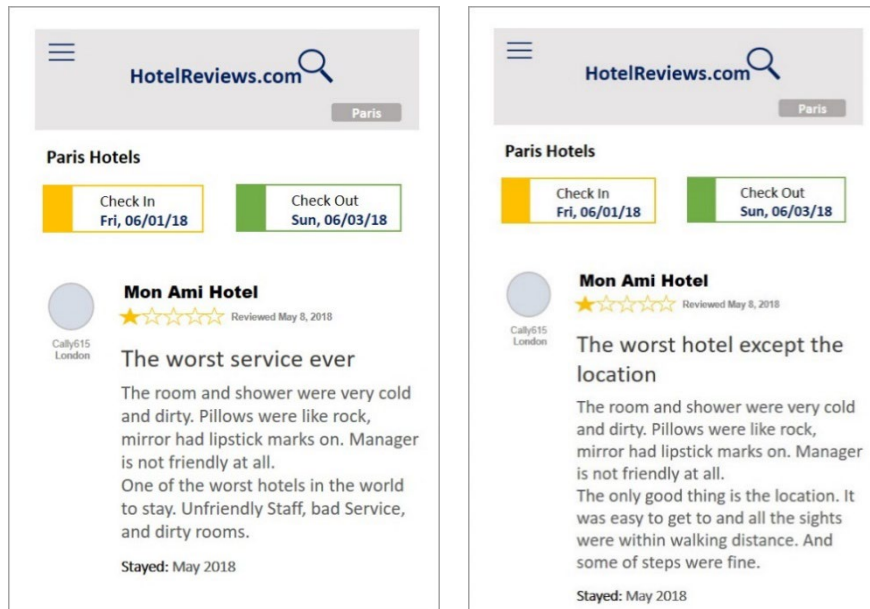 HotelReviews.com
Paris
Paris Hotels
Check In
Fri, 06/01/18
Check Out
Sun, 06/03/18
Mon Ami Hotel
Reviewed May 8, 2018
Cally615
London
The worst service ever
The room and shower were very cold
and dirty. Pillows were like rock,
mirror had lipstick marks on. Manager
is not friendly at all.
One of the worst hotels in the world
to stay. Unfriendly Staff, bad Service,
and dirty rooms.
Stayed: May 2018
HotelReviews.com
Paris
Paris Hotels
Check In
Fri, 06/01/18
Check Out
Sun, 06/03/18
Mon Ami Hotel
Reviewed May 8, 2018
Cally615
London
The worst hotel except the
location
The room and shower were very cold
and dirty. Pillows were like rock,
mirror had lipstick marks on. Manager
is not friendly at all.
The only good thing is the location. It
was easy to get to and all the sights
were within walking distance. And
some of steps were fine.
Stayed: May 2018